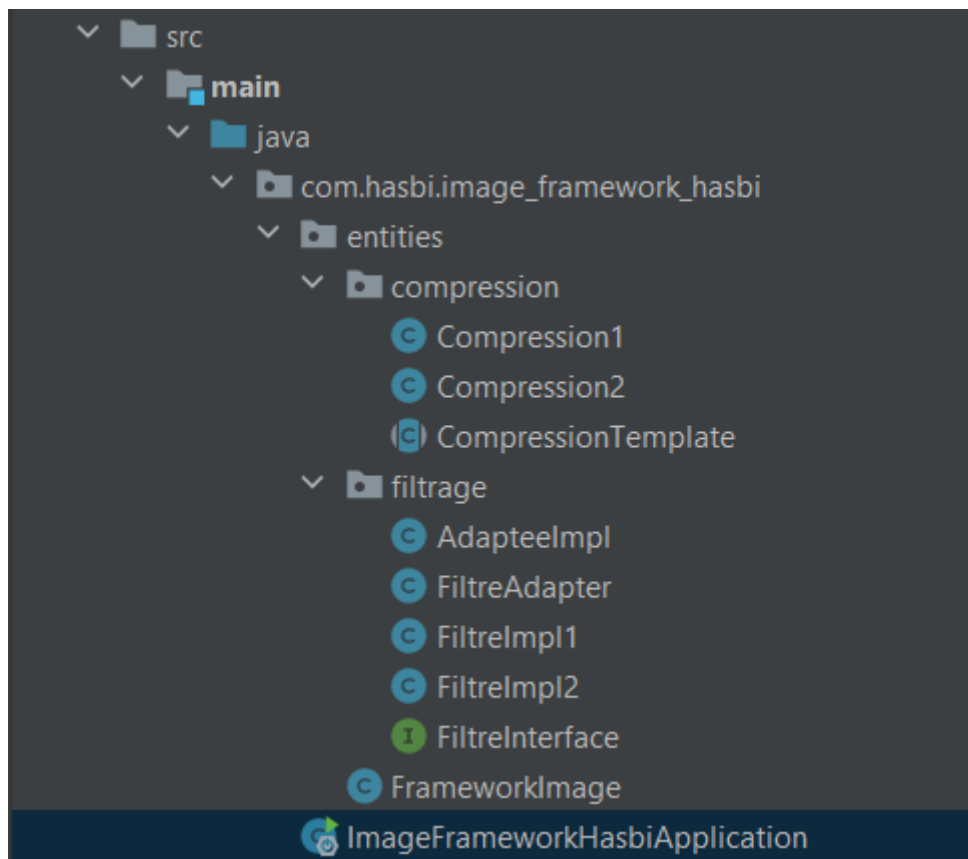 src
main
java
com.hasbi.image_framework_hasbi
entities
compression
C Compression1
C Compression2
C CompressionTemplate
filtrage
C AdapteeImpl
C FiltreAdapter
C FiltreImpl1
C FiltreImpl2
I FiltreInterface
C FrameworkImage
ImageFrameworkHasbiApplication